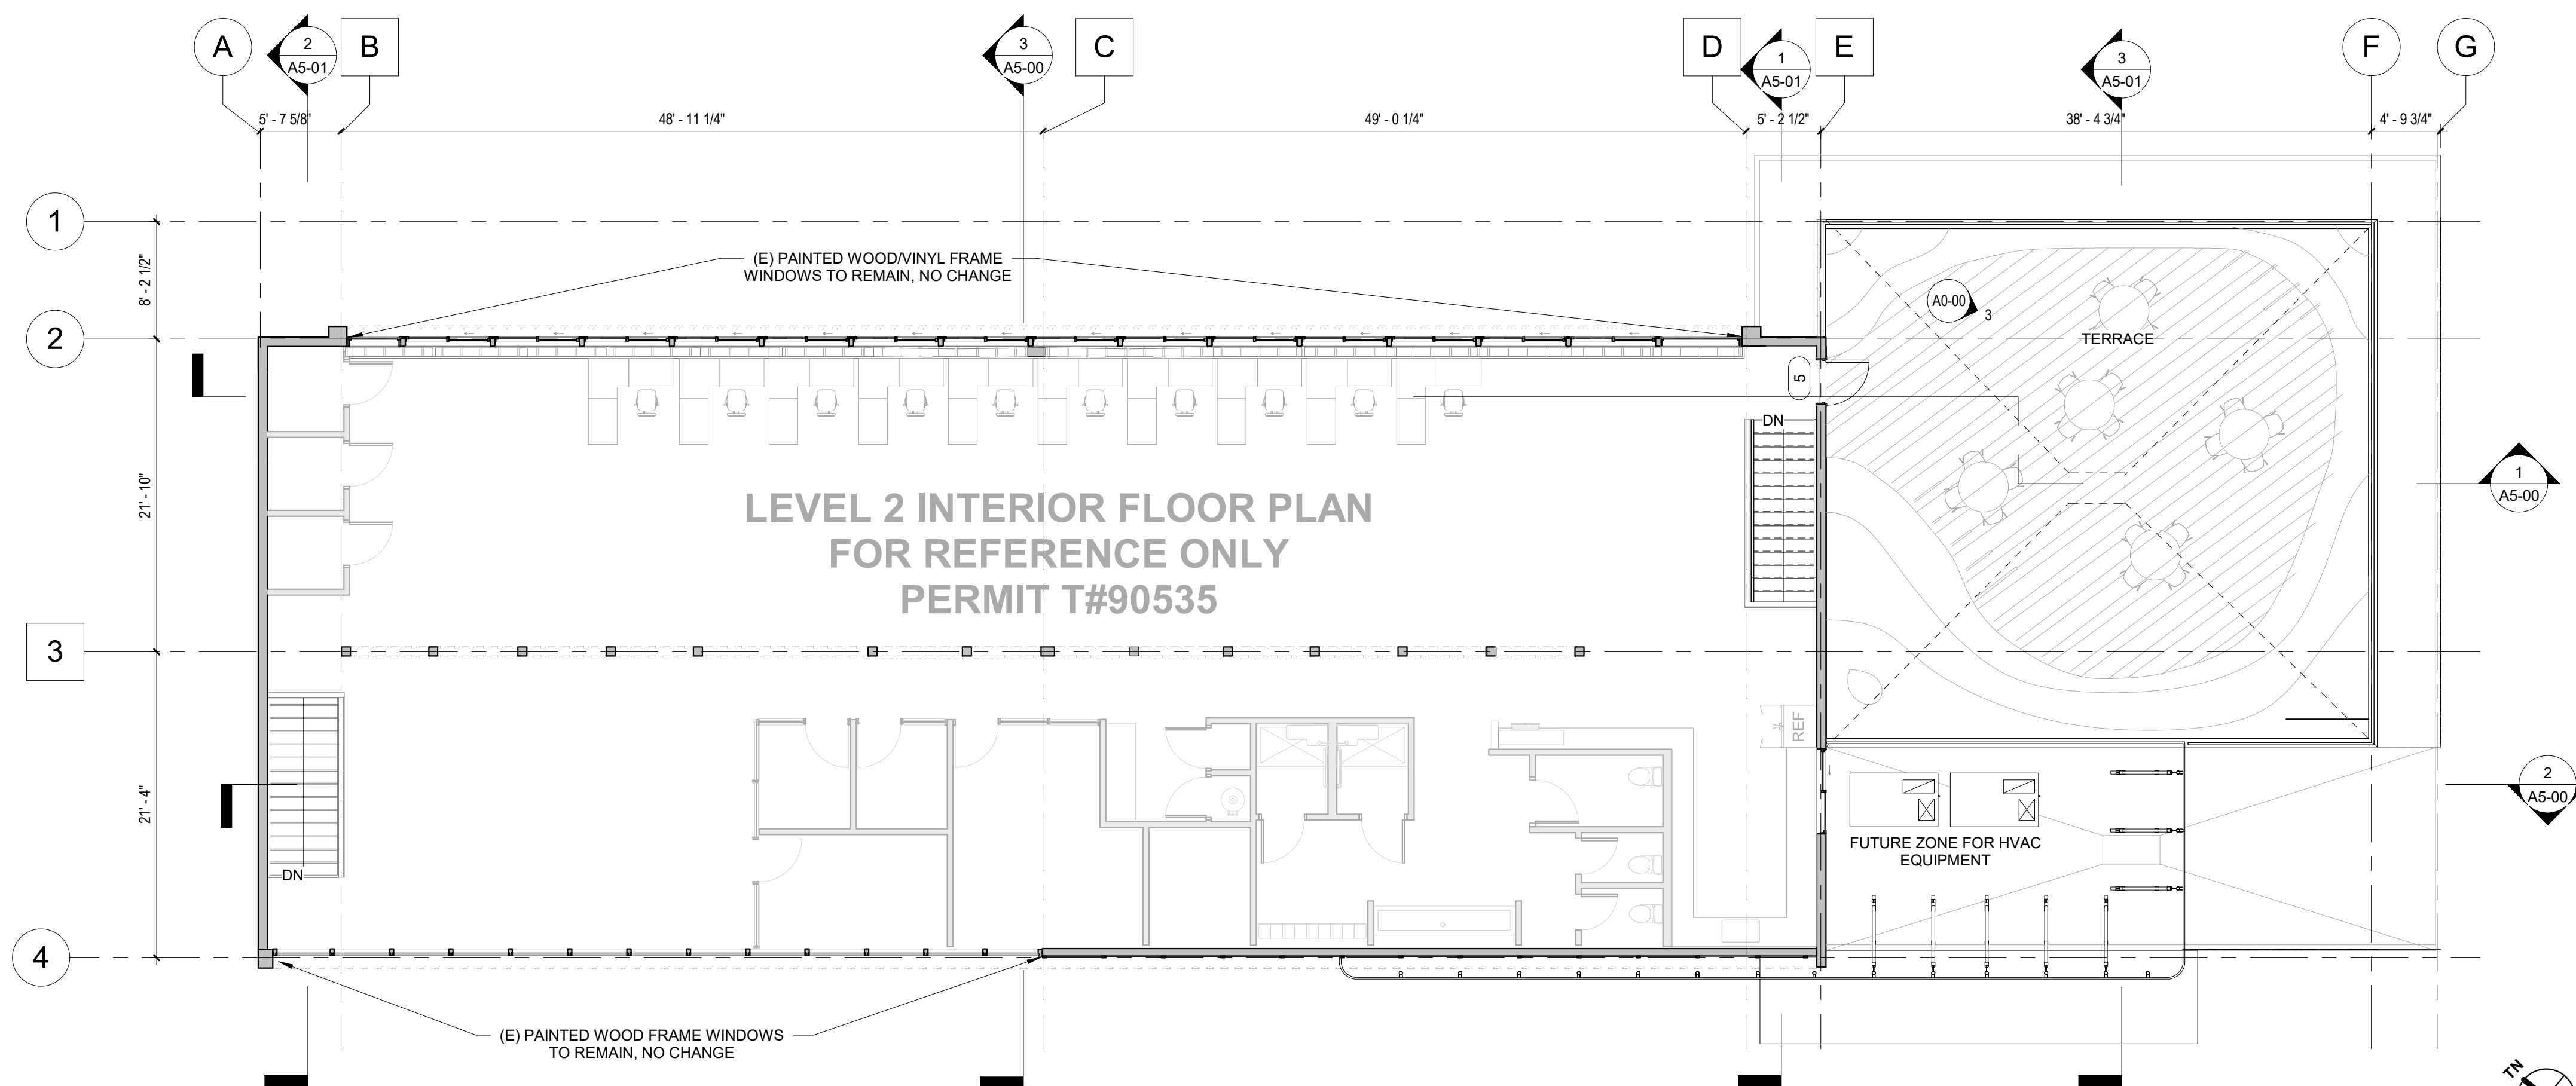 A
2
A5-01
B
3
A5-00
C
D
1
A5-01
E
3
A5-01
F
G
5' - 7 5/8"
48' - 11 1/4"
49' - 0 1/4"
5' - 2 1/2"
38' - 4 3/4"
4' - 9 3/4"
1
8' - 2 1/2"
(E) PAINTED WOOD/VINYL FRAME
WINDOWS TO REMAIN, NO CHANGE
A0-00
3
2
TERRACE
5
DN
21' - 10"
1
A5-00
LEVEL 2 INTERIOR FLOOR PLAN
FOR REFERENCE ONLY
PERMIT T#90535
3
REF
21' - 4"
2
A5-00
FUTURE ZONE FOR HVAC
EQUIPMENT
DN
4
(E) PAINTED WOOD FRAME WINDOWS
TO REMAIN, NO CHANGE
TN